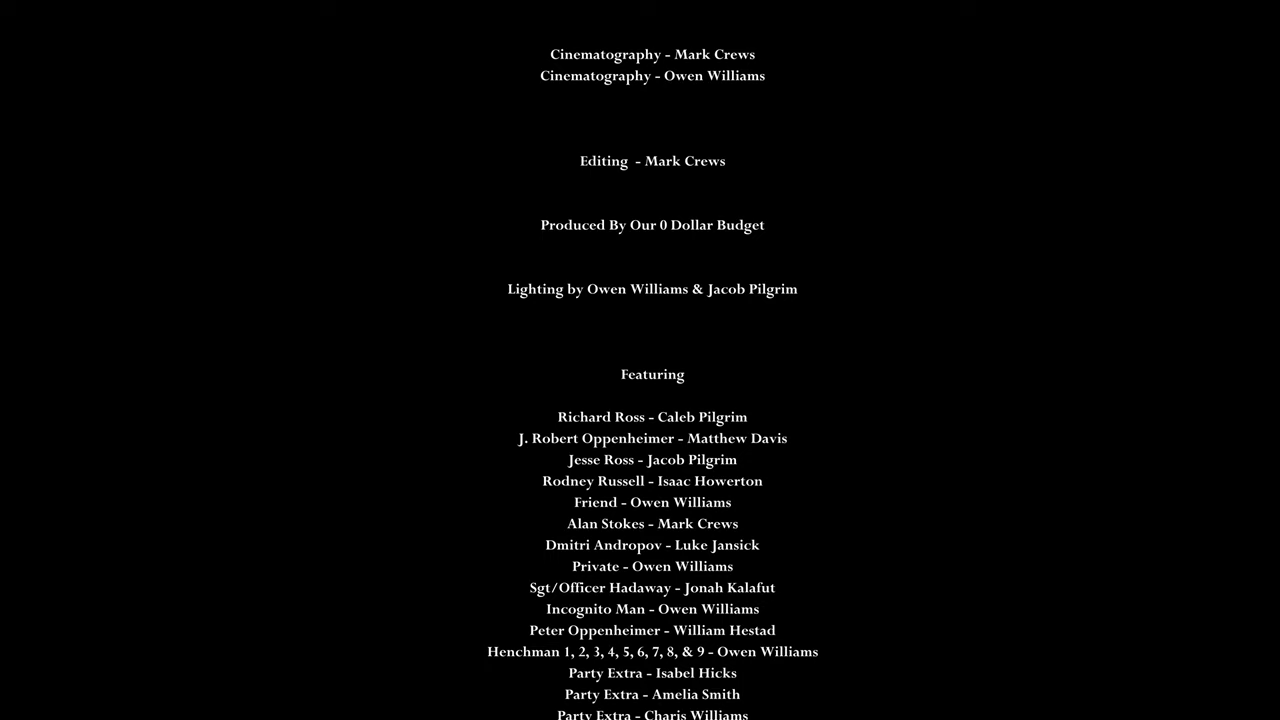 Cinematography - Mark Crews
Cinematography - Owen Williams
Editing  - Mark Crews
Produced By Our 0 Dollar Budget
Lighting by Owen Williams & Jacob Pilgrim
Featuring
Richard Ross - Caleb Pilgrim
J. Robert Oppenheimer - Matthew Davis
Jesse Ross - Jacob Pilgrim
Rodney Russell - Isaac Howerton
Friend - Owen Williams
Alan Stokes - Mark Crews
Dmitri Andropov - Luke Jansick
Private - Owen Williams
Sgt/Officer Hadaway - Jonah Kalafut
Incognito Man - Owen Williams
Peter Oppenheimer - William Hestad
Henchman 1, 2, 3, 4, 5, 6, 7, 8, & 9 - Owen Williams
Party Extra - Isabel Hicks
Party Extra - Amelia Smith
Party Extra - Charis Williams